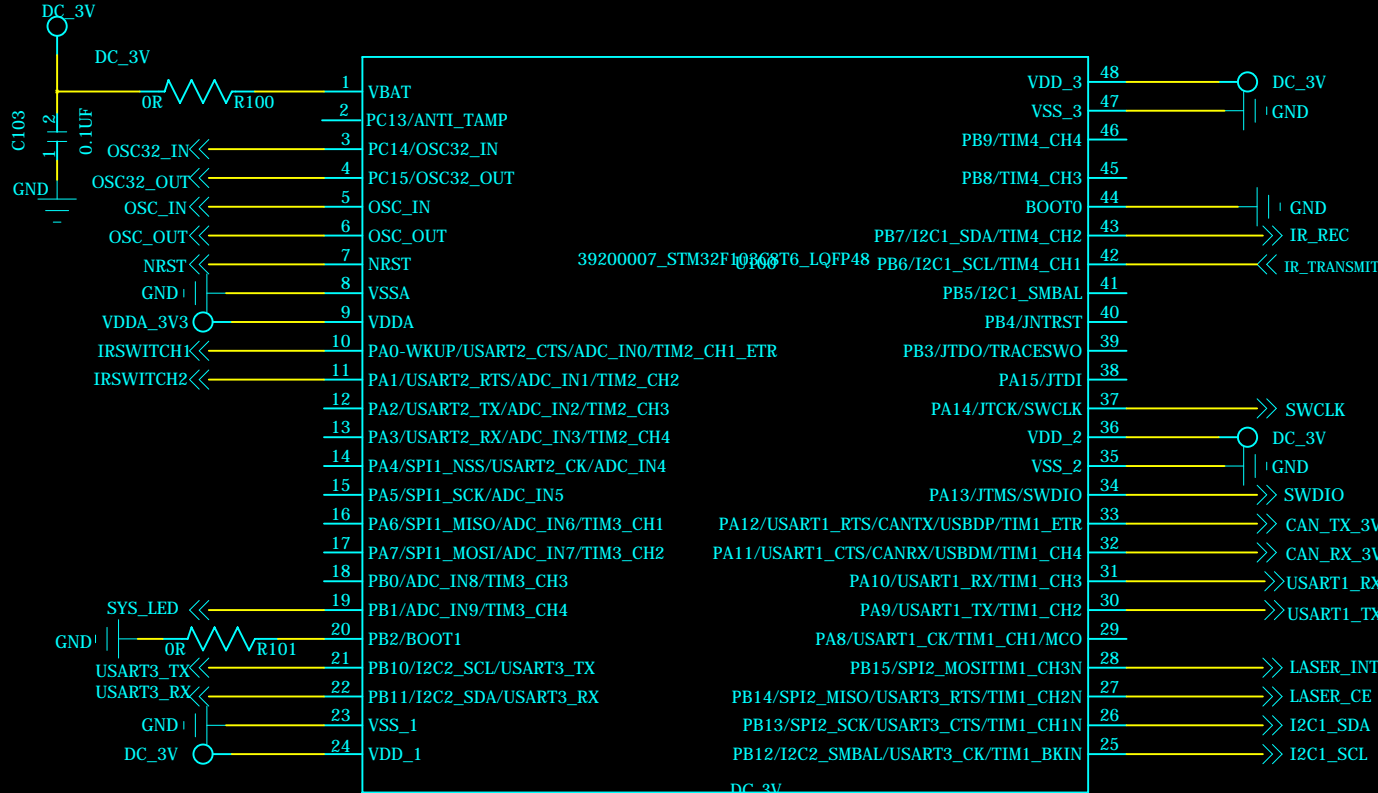 DC_3V
DC_3V
C103
1 2
0.1UF
GND
0R
R100
1 VBAT
2 PC13/ANTI_TAMP
OSC32_IN 3 PC14/OSC32_IN
OSC32_OUT 4 PC15/OSC32_OUT
OSC_IN 5 OSC_IN
OSC_OUT 6 OSC_OUT
NRST 7 NRST
GND 8 VSSA
VDDA_3V3 9 VDDA
IRSWITCH1 10 PA0-WKUP/USART2_CTS/ADC_IN0/TIM2_CH1_ETR
IRSWITCH2 11 PA1/USART2_RTS/ADC_IN1/TIM2_CH2
12 PA2/USART2_TX/ADC_IN2/TIM2_CH3
13 PA3/USART2_RX/ADC_IN3/TIM2_CH4
14 PA4/SPI1_NSS/USART2_CK/ADC_IN4
15 PA5/SPI1_SCK/ADC_IN5
16 PA6/SPI1_MISO/ADC_IN6/TIM3_CH1
17 PA7/SPI1_MOSI/ADC_IN7/TIM3_CH2
18 PB0/ADC_IN8/TIM3_CH3
SYS_LED 19 PB1/ADC_IN9/TIM3_CH4
GND 0R R101 20 PB2/BOOT1
USART3_TX 21 PB10/I2C2_SCL/USART3_TX
USART3_RX 22 PB11/I2C2_SDA/USART3_RX
GND 23 VSS_1
DC_3V 24 VDD_1
39200007_STM32F103C8T6_LQFP48
U100
VDD_3 48 DC_3V
VSS_3 47 GND
PB9/TIM4_CH4 46
PB8/TIM4_CH3 45
BOOT0 44 GND
PB7/I2C1_SDA/TIM4_CH2 43 IR_REC
PB6/I2C1_SCL/TIM4_CH1 42 IR_TRANSMIT
PB5/I2C1_SMBAL 41
PB4/JNTRST 40
PB3/JTDO/TRACESWO 39
PA15/JTDI 38
PA14/JTCK/SWCLK 37 SWCLK
VDD_2 36 DC_3V
VSS_2 35 GND
PA13/JTMS/SWDIO 34 SWDIO
PA12/USART1_RTS/CANTX/USBDP/TIM1_ETR 33 CAN_TX_3V
PA11/USART1_CTS/CANRX/USBDM/TIM1_CH4 32 CAN_RX_3V
PA10/USART1_RX/TIM1_CH3 31 USART1_RX
PA9/USART1_TX/TIM1_CH2 30 USART1_TX
PA8/USART1_CK/TIM1_CH1/MCO 29
PB15/SPI2_MOSITIM1_CH3N 28 LASER_INT
PB14/SPI2_MISO/USART3_RTS/TIM1_CH2N 27 LASER_CE
PB13/SPI2_SCK/USART3_CTS/TIM1_CH1N 26 I2C1_SDA
PB12/I2C2_SMBAL/USART3_CK/TIM1_BKIN 25 I2C1_SCL
DC_3V